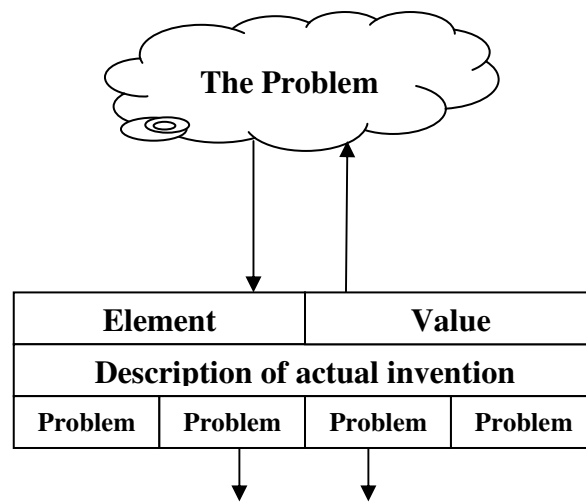 The Problem
Element Value
Description of actual invention
Problem Problem Problem Problem